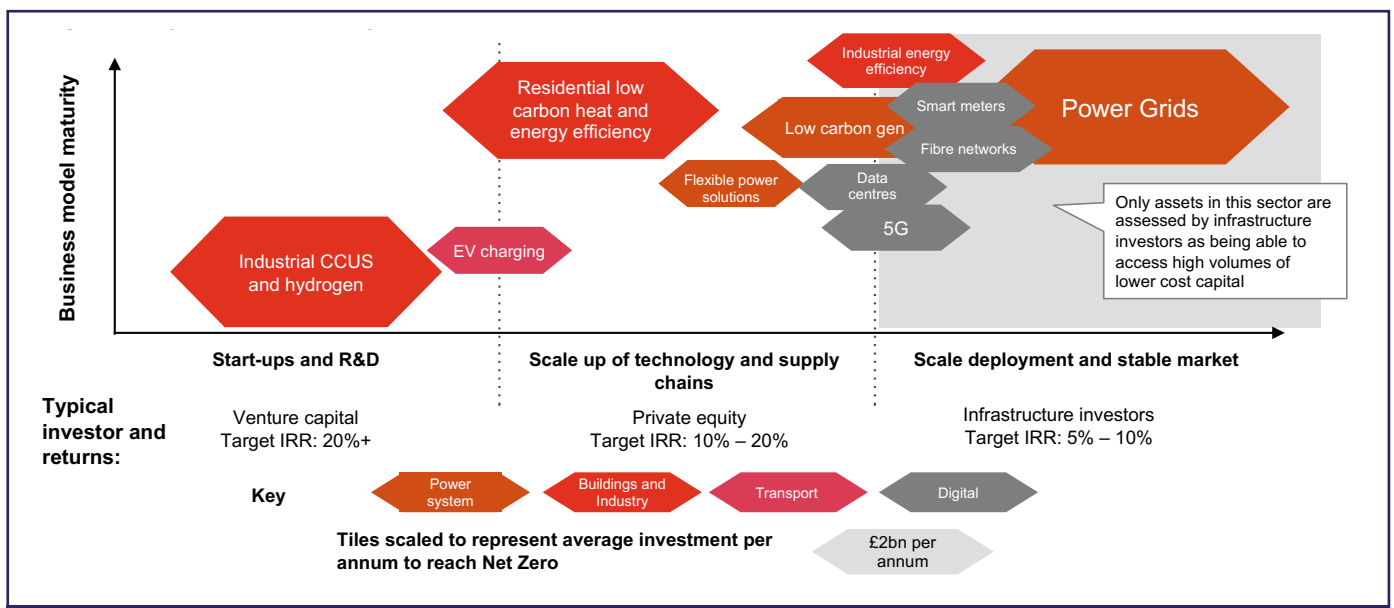 Business model maturity
Industrial energy
efficiency
Residential low
carbon heat and
energy efficiency
Smart meters
Power Grids
Low carbon gen
Fibre networks
Flexible power
solutions
Data
centres
5G
Only assets in this sector are
assessed by infrastructure
investors as being able to
access high volumes of
lower cost capital
Industrial CCUS
and hydrogen
EV charging
Start-ups and R&D
Scale up of technology and supply
chains
Scale deployment and stable market
Typical
investor and
returns:
Venture capital
Target IRR: 20%+
Private equity
Target IRR: 10% – 20%
Infrastructure investors
Target IRR: 5% – 10%
Key
Power
system
Buildings and
Industry
Transport
Digital
Tiles scaled to represent average investment per
annum to reach Net Zero
£2bn per
annum